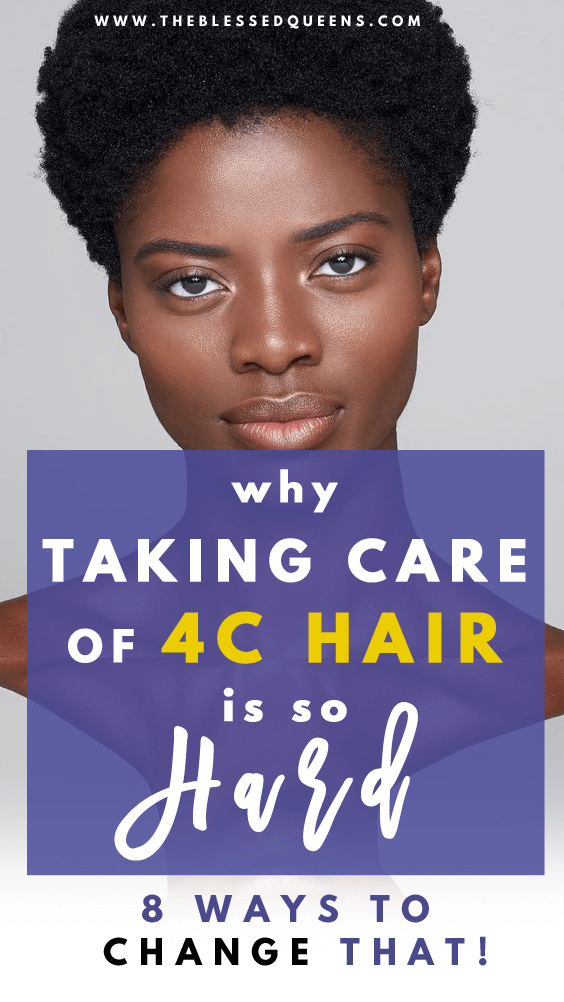 WWW.THEBLESSEDQUEENS.COM
why
TAKING CARE
OF 4C HAIR
is so
Hard
8 WAYS TO
CHANGE THAT!